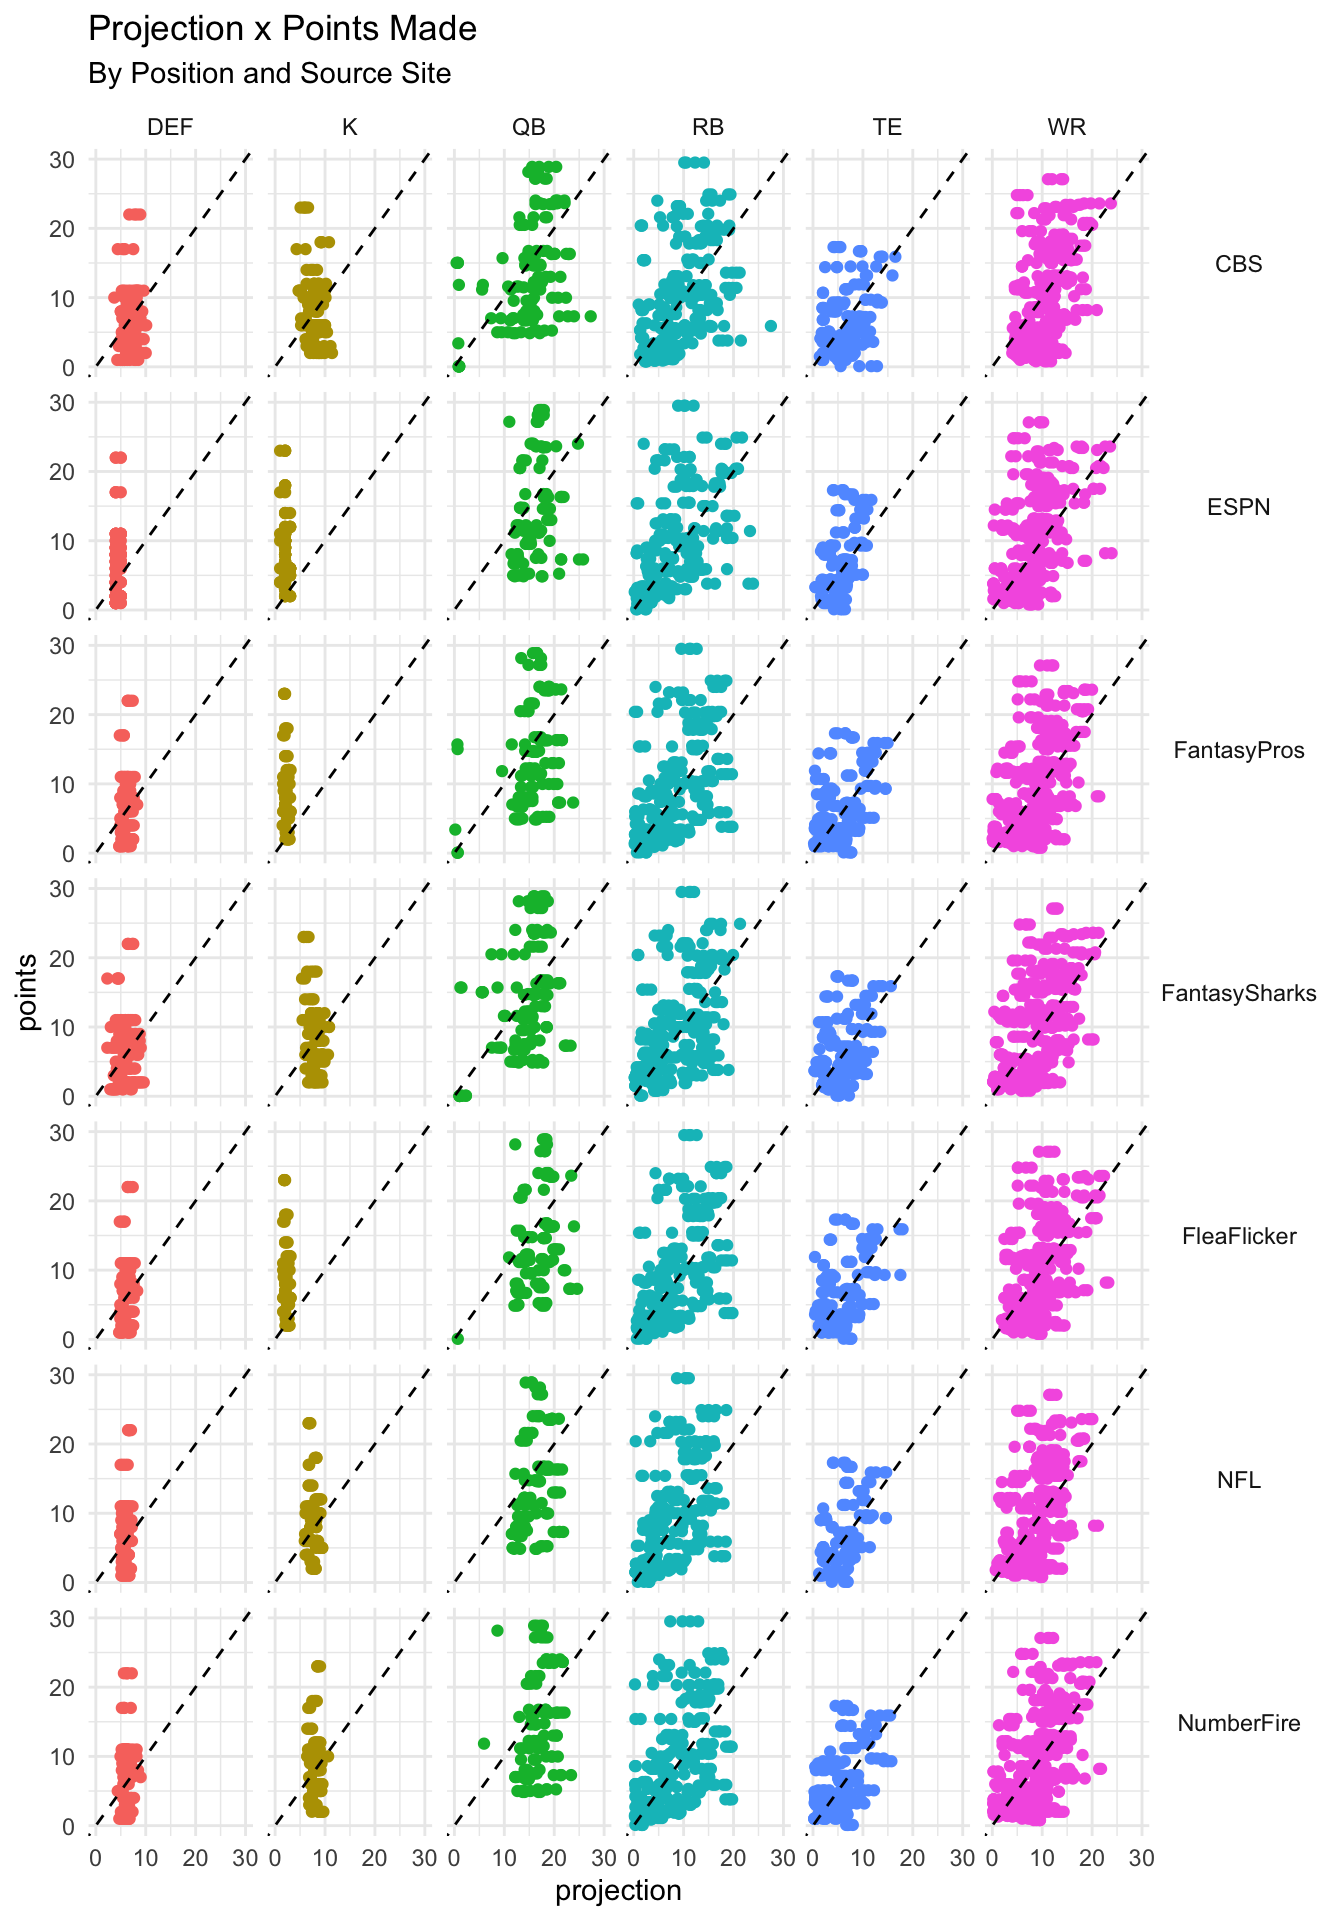 Projection x Points Made
By Position and Source Site
DEF K QB RB TE WR
30
20
10
0
CBS
30
20
10
0
ESPN
30
20
10
0
FantasyPros
30
20
10
0
FantasySharks
points
30
20
10
0
FleaFlicker
30
20
10
0
NFL
30
20
10
0
NumberFire
0 10 20 30 0 10 20 30 0 10 20 30 0 10 20 30 0 10 20 30 0 10 20 30
projection